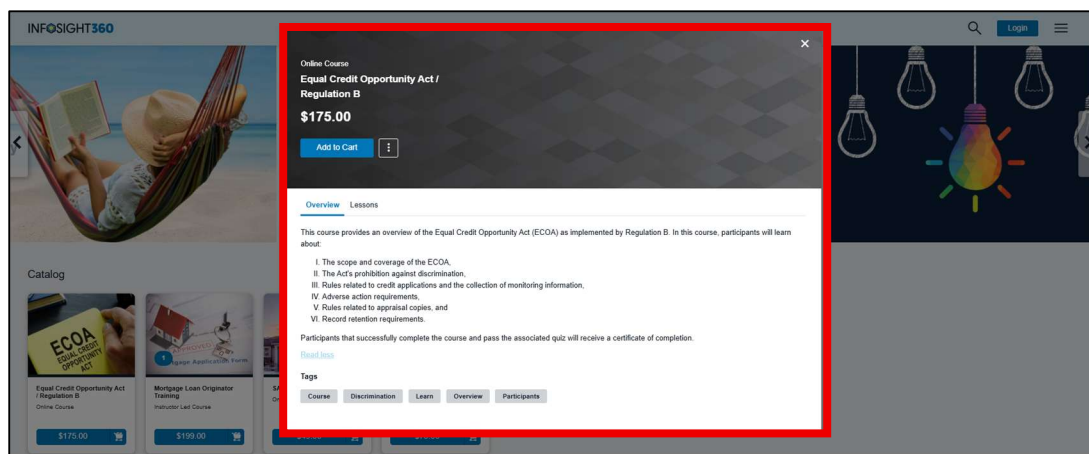 INFOSIGHT360
Login
Online Course
Equal Credit Opportunity Act /
Regulation B
$175.00
Add to Cart
Overview Lessons
This course provides an overview of the Equal Credit Opportunity Act (ECOA) as implemented by Regulation B. In this course, participants will learn
about:
I. The scope and coverage of the ECOA,
II. The Act's prohibition against discrimination,
III. Rules related to credit applications and the collection of monitoring information,
IV. Adverse action requirements,
V. Rules related to appraisal copies, and
VI. Record retention requirements.
Participants that successfully complete the course and pass the associated quiz will receive a certificate of completion.
Read less
Tags
Course Discrimination Learn Overview Participants
Catalog
ECOA
EQUAL CREDIT
OPPORTUNITY
ACT
APPROVED
Mortgage Application Form
1
Equal Credit Opportunity Act
/ Regulation B
Online Course
$175.00
Mortgage Loan Originator
Training
Instructor Led Course
$199.00